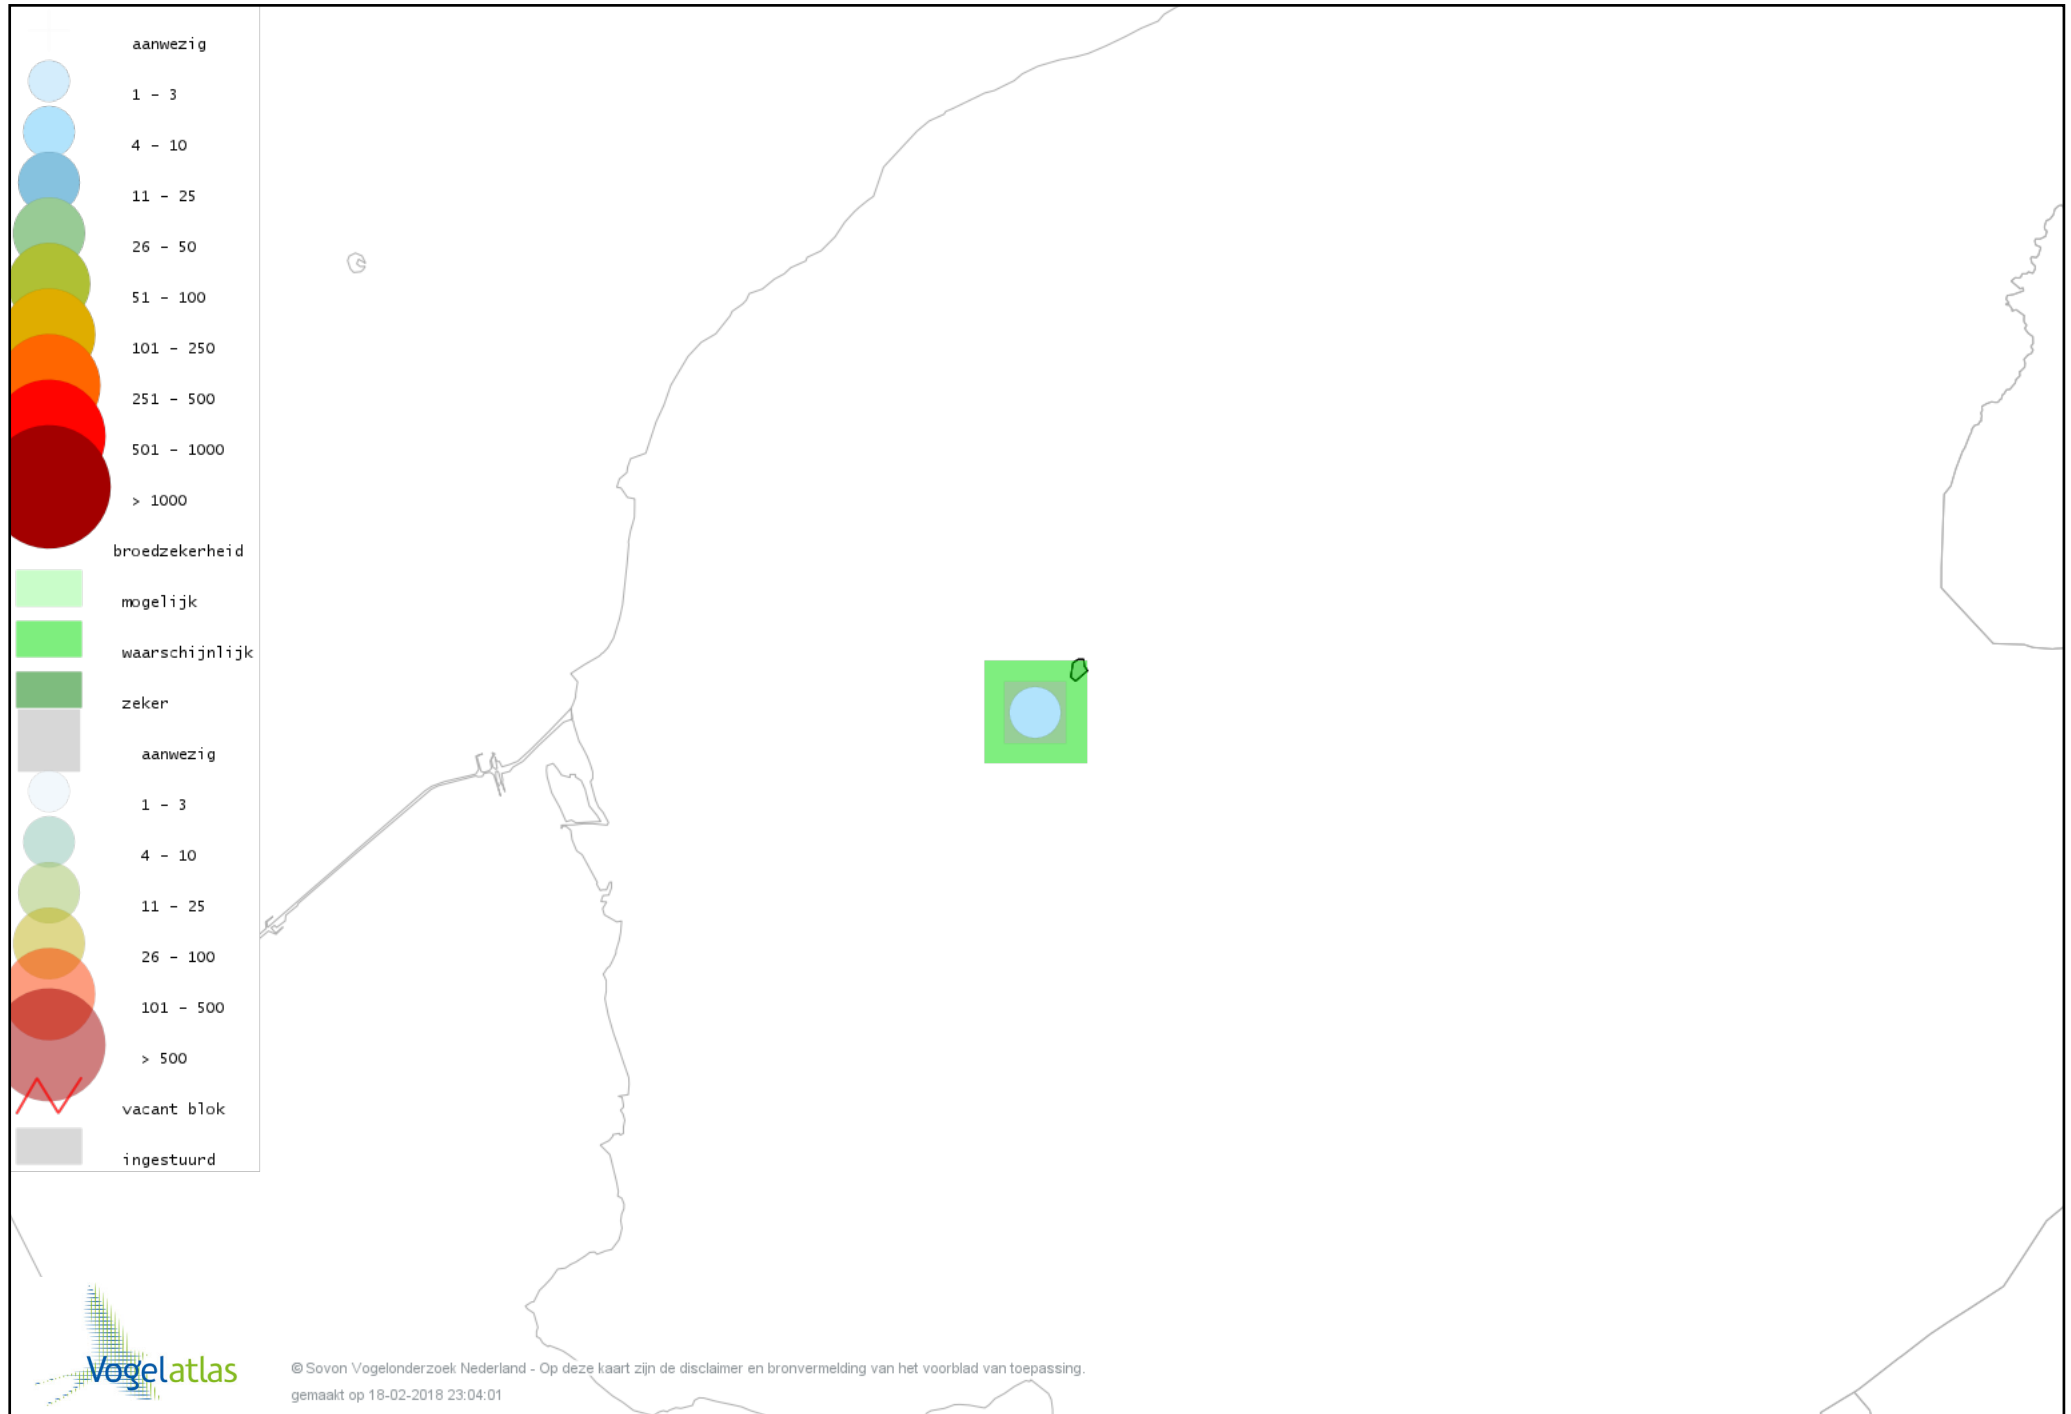 aanwezig
1 - 3
4 - 10
11 - 25
26 - 50
51 - 100
101 - 250
251 - 500
501 - 1000
> 1000
broedzekerheid
mogelijk
waarschijnlijk
zeker
aanwezig
1 - 3
4 - 10
11 - 25
26 - 100
101 - 500
> 500
vacant blok
ingestuurd
Vogelatlas
© Sovon Vogelonderzoek Nederland - Op deze kaart zijn de disclaimer en bronvermelding van het voorblad van toepassing.
gemaakt op 18-02-2018 23:04:01